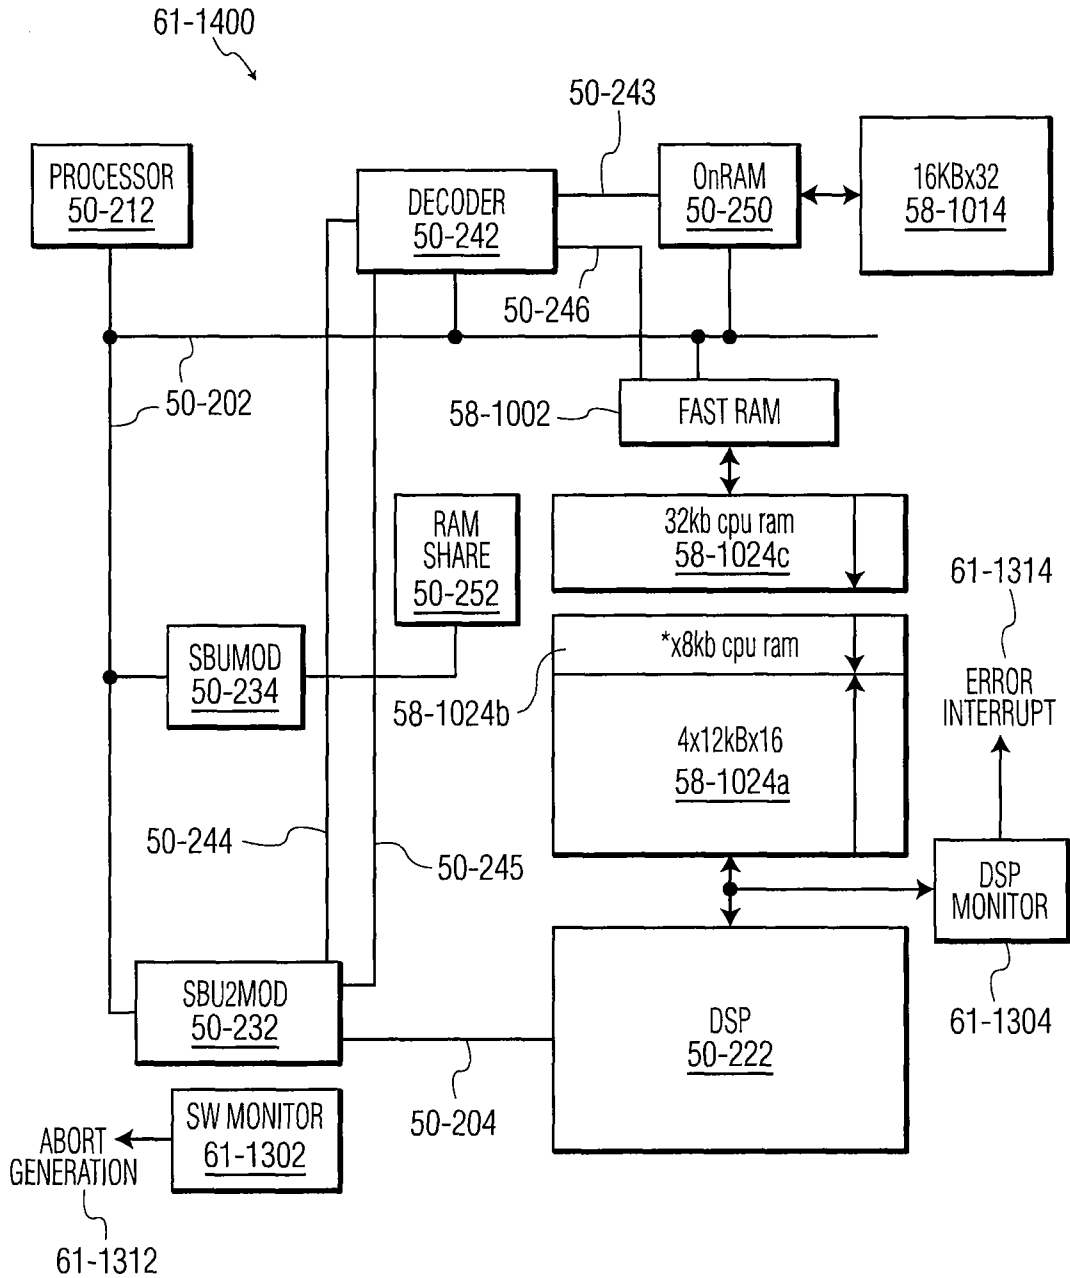 61-1400
50-243
PROCESSOR
50-212
DECODER
50-242
OnRAM
50-250
16KBx32
58-1014
50-246
50-202
58-1002
FAST RAM
RAM
SHARE
50-252
32kb cpu ram
58-1024c
61-1314
SBUMOD
50-234
*x8kb cpu ram
58-1024b
ERROR
INTERRUPT
4x12kBx16
58-1024a
50-244
50-245
DSP
MONITOR
61-1304
SBU2MOD
50-232
DSP
50-222
50-204
SW MONITOR
61-1302
ABORT
GENERATION
61-1312